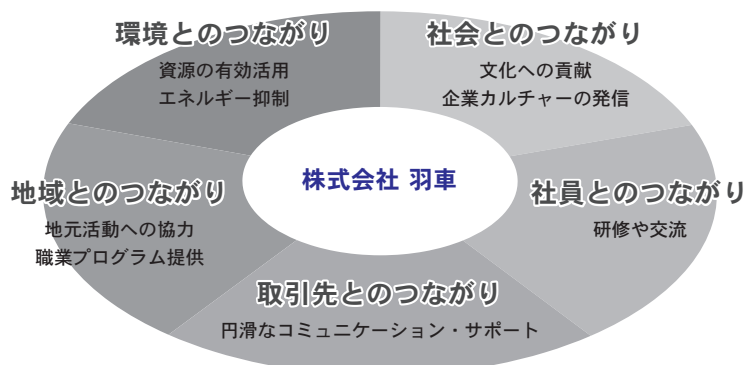 環境とのつながり
資源の有効活用
エネルギー抑制
社会とのつながり
文化への貢献
企業カルチャーの発信
株式会社 羽車
地域とのつながり
地元活動への協力
職業プログラム提供
社員とのつながり
研修や交流
取引先とのつながり
円滑なコミュニケーション・サポート